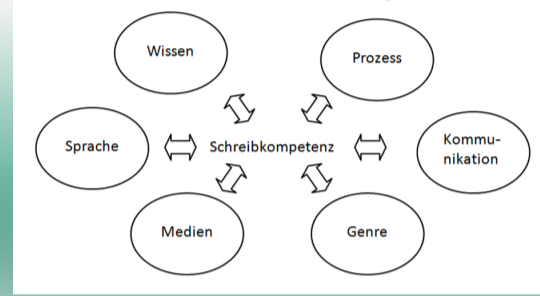 Wissen
Prozess
Sprache
Schreibkompetenz
Kommu-
nikation
Medien
Genre